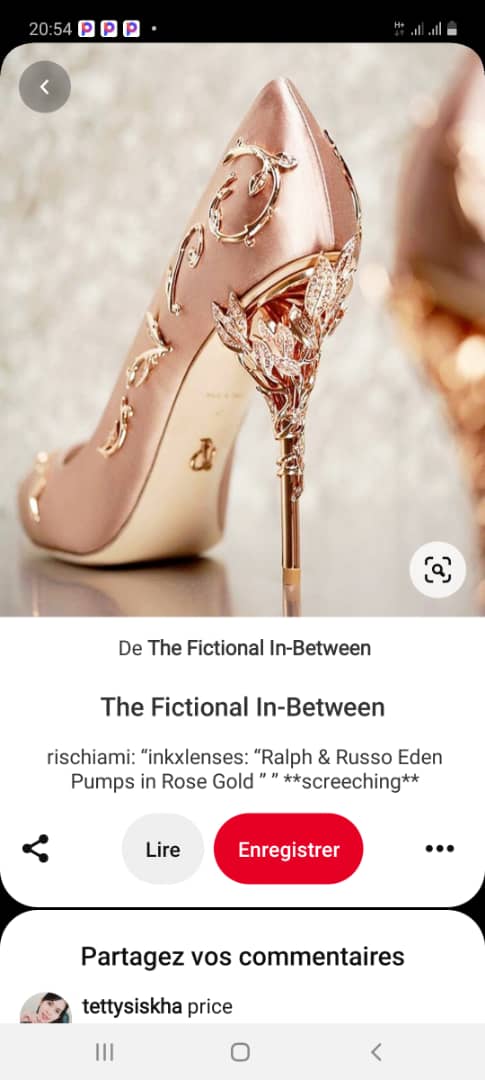 20:54
De The Fictional In-Between
The Fictional In-Between
rischiami: “inkxlenses: “Ralph & Russo Eden
Pumps in Rose Gold ” ” **screeching**
Lire
Enregistrer
Partagez vos commentaires
tettysiskha price